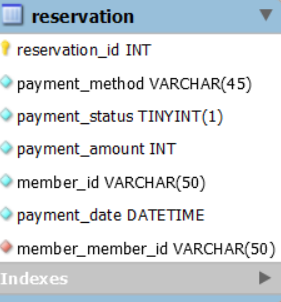 reservation
reservation_id INT
payment_method VARCHAR(45)
payment_status TINYINT(1)
payment_amount INT
member_id VARCHAR(50)
payment_date DATETIME
member_member_id VARCHAR(50)
Indexes